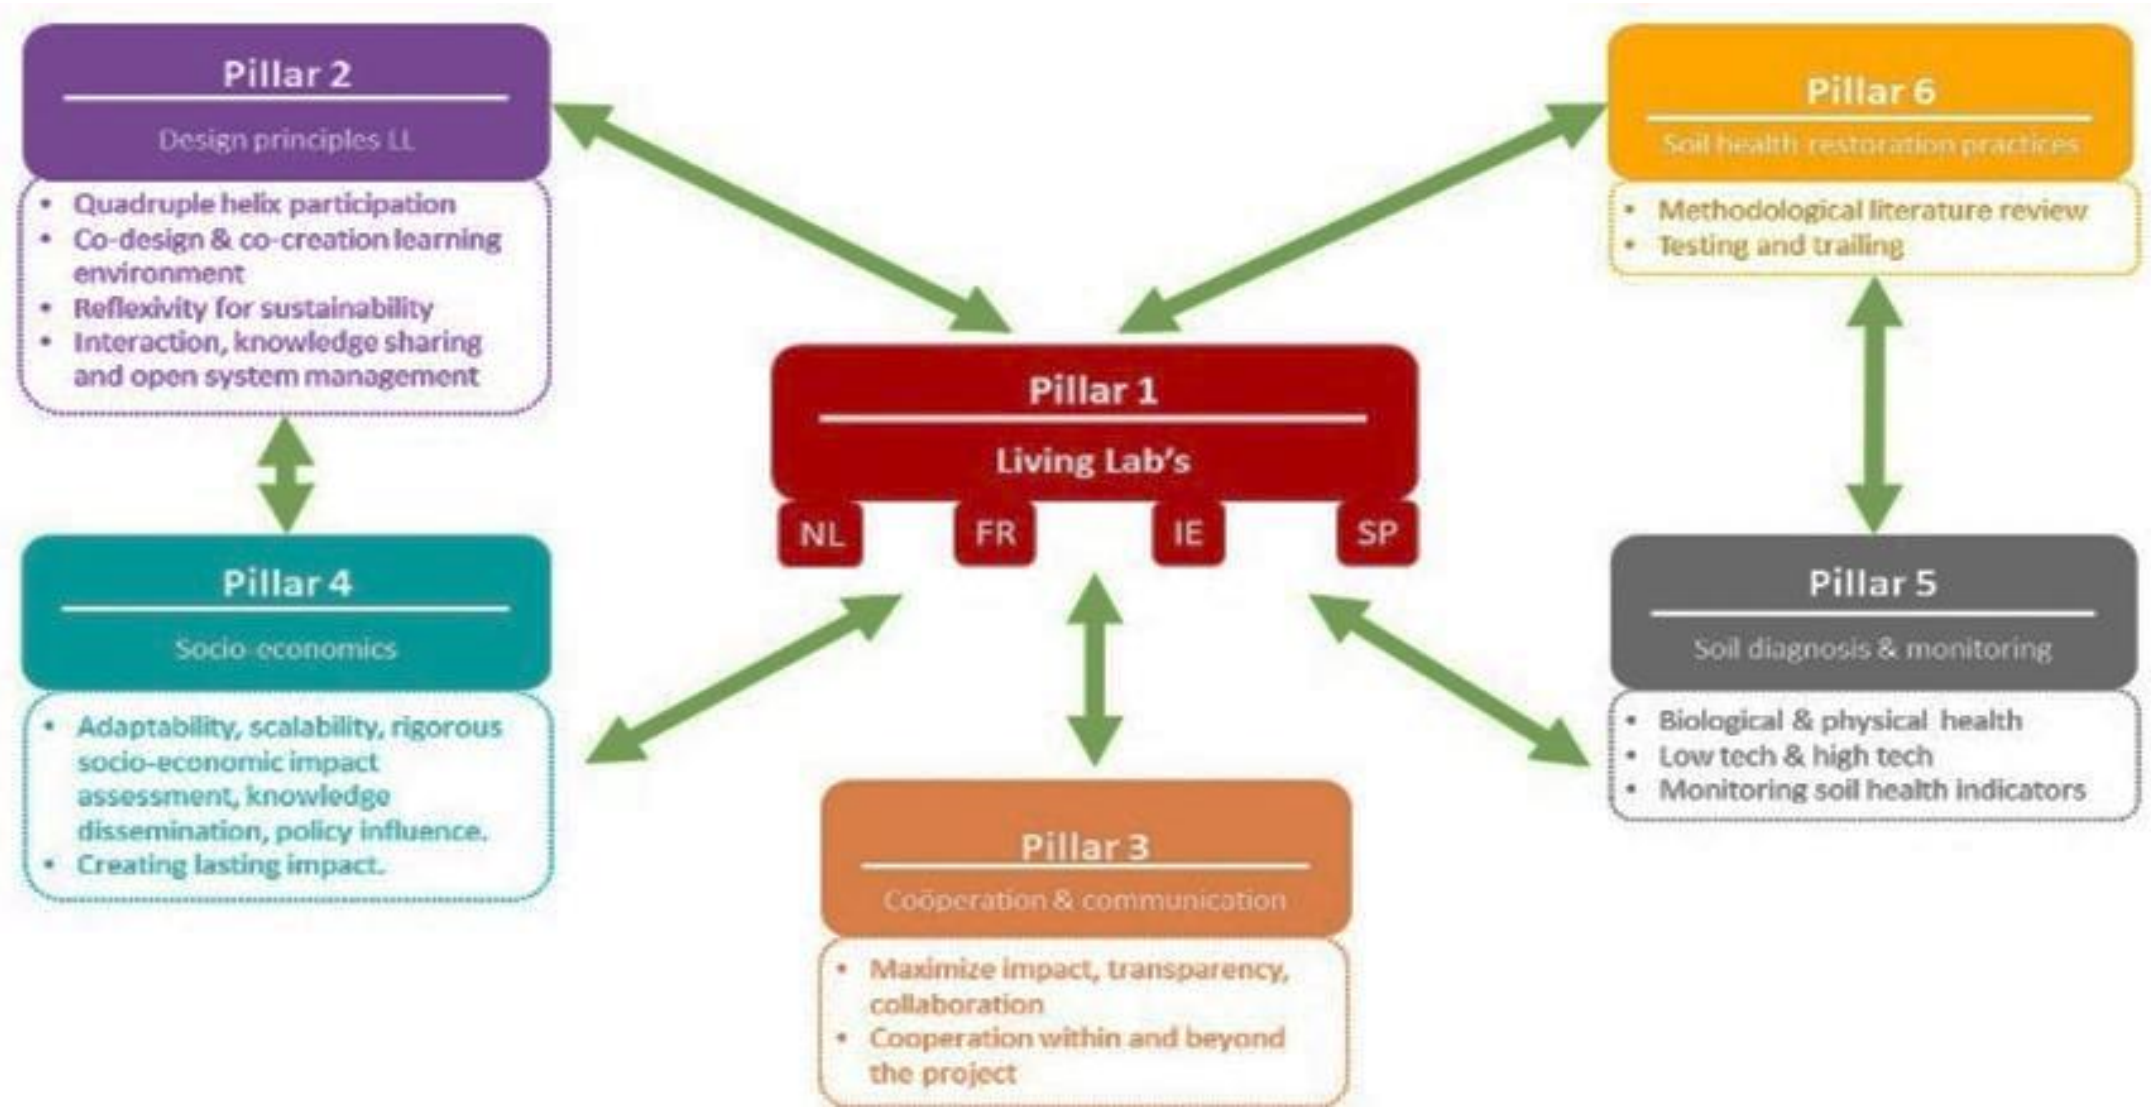 Pillar 2
Design principles LL
• Quadruple helix participation
• Co-design & co-creation learning
environment
• Reflexivity for sustainability
• Interaction, knowledge sharing
and open system management
Pillar 6
Soil health restoration practices
• Methodological literature review
• Testing and trailing
Pillar 1
Living Lab's
NL
FR
IE
SP
Pillar 4
Socio-economics
• Adaptability, scalability, rigorous
socio-economic impact
assessment, knowledge
dissemination, policy influence.
• Creating lasting impact.
Pillar 5
Soil diagnosis & monitoring
• Biological & physical health
• Low tech & high tech
• Monitoring soil health indicators
Pillar 3
Coöperation & communication
• Maximize impact, transparency,
collaboration
• Cooperation within and beyond
the project